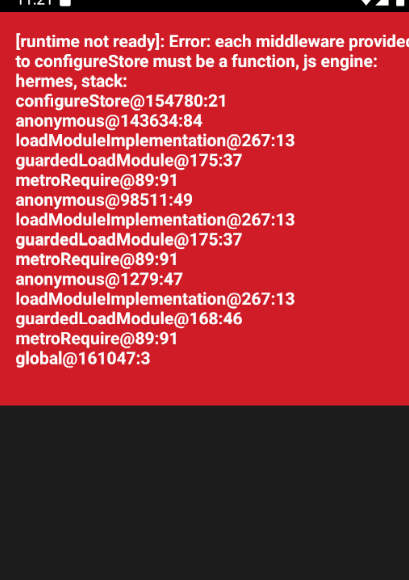 11:21
[runtime not ready]: Error: each middleware provided
to configureStore must be a function, js engine:
hermes, stack:
configureStore@154780:21
anonymous@143634:84
loadModuleImplementation@267:13
guardedLoadModule@175:37
metroRequire@89:91
anonymous@98511:49
loadModuleImplementation@267:13
guardedLoadModule@175:37
metroRequire@89:91
anonymous@1279:47
loadModuleImplementation@267:13
guardedLoadModule@168:46
metroRequire@89:91
global@161047:3